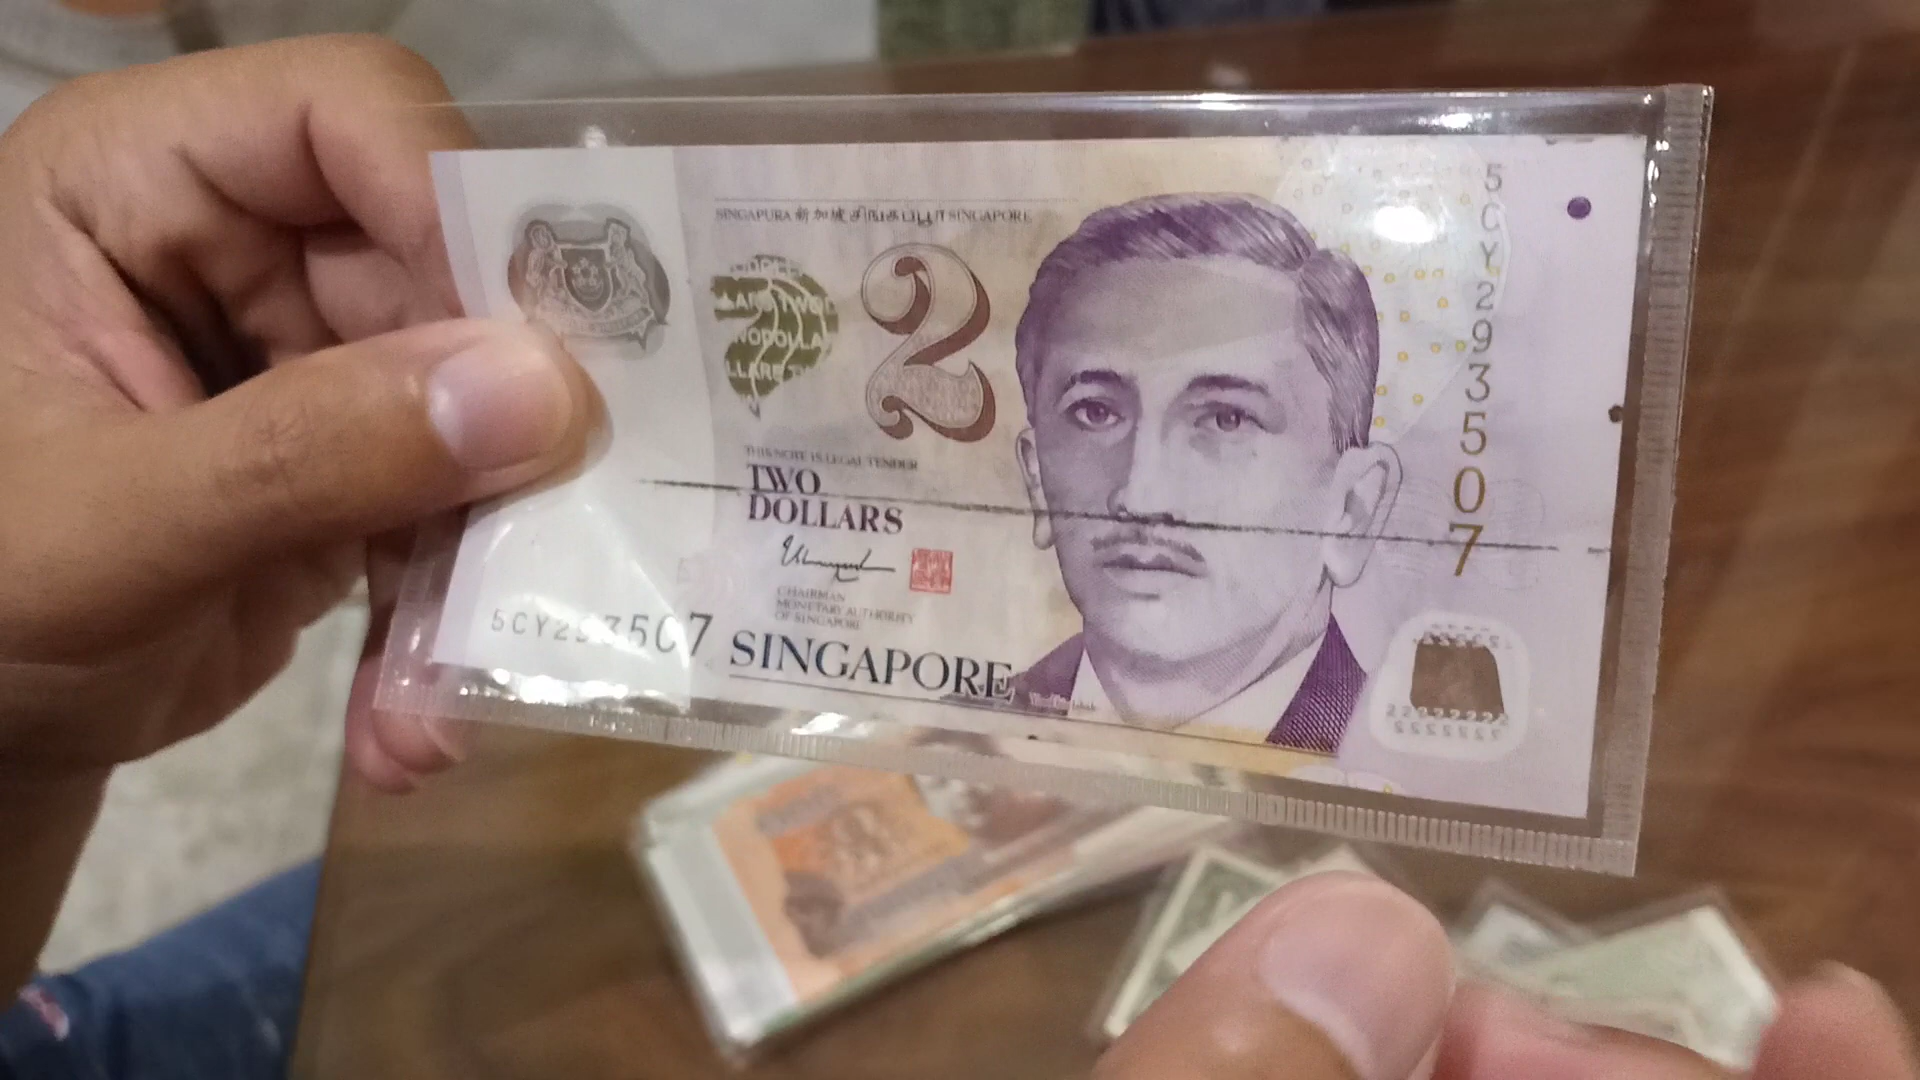 SINGAPURA 新加坡 சிங்கப்பூர் SINGAPORE
2
THIS NOTE IS LEGAL TENDER
TWO
DOLLARS
CHAIRMAN
MONETARY AUTHORITY
OF SINGAPORE
5CY293507
SINGAPORE
5CY293507